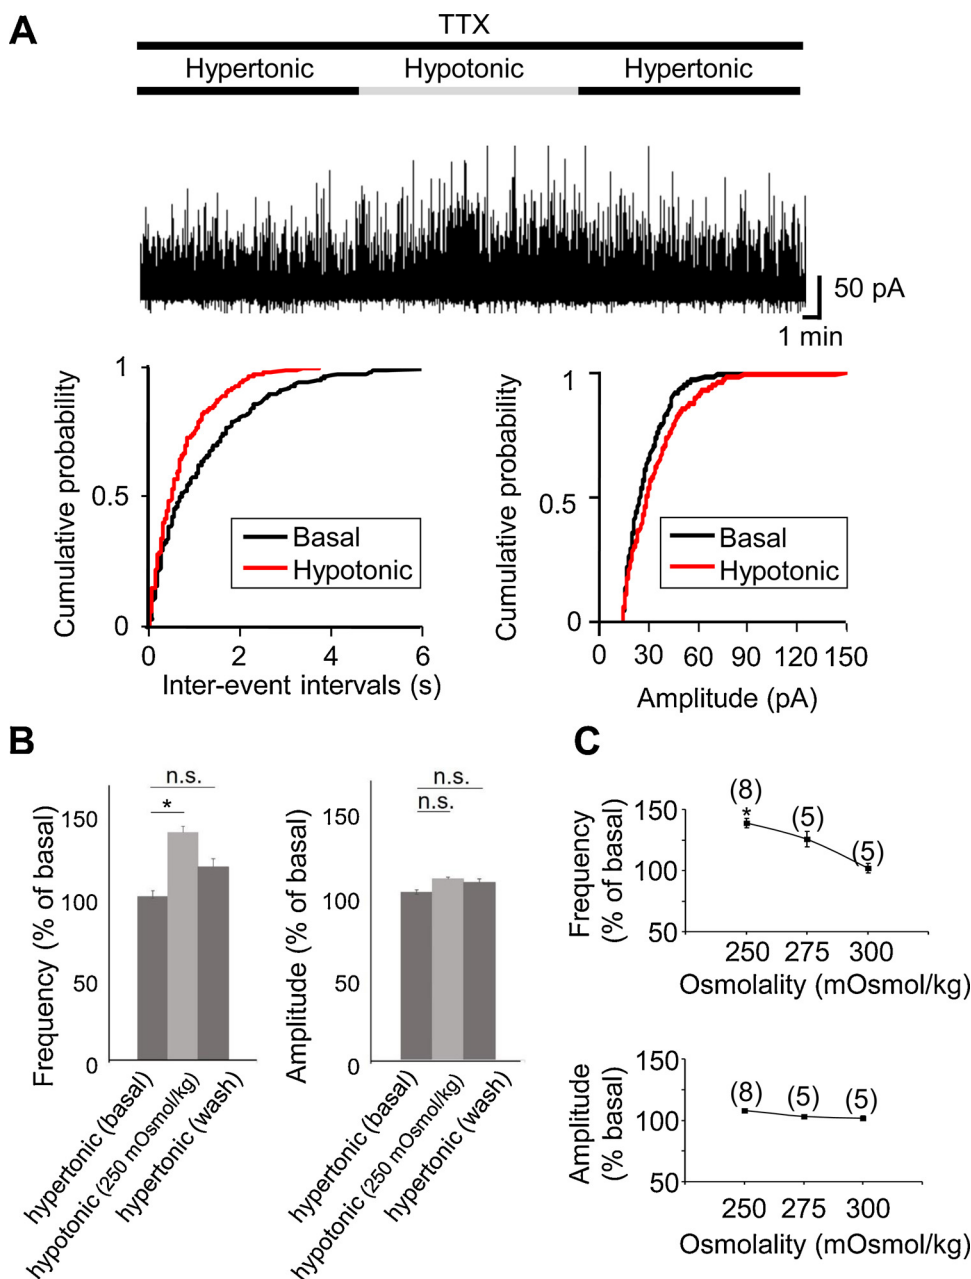 A
TTX
Hypertonic Hypotonic Hypertonic
50 pA
1 min
Cumulative probability
1
0.5
0
Basal
Hypotonic
0 2 4 6
Inter-event intervals (s)
Cumulative probability
1
0.5
0
Basal
Hypotonic
0 30 60 90 120 150
Amplitude (pA)
B
Frequency (% of basal)
150
100
50
0
n.s.
*
hypertonic (basal)
hypotonic (250 mOsmol/kg)
hypertonic (wash)
Amplitude (% of basal)
150
100
50
0
n.s.
n.s.
hypertonic (basal)
hypotonic (250 mOsmol/kg)
hypertonic (wash)
C
Frequency
(% of basal)
150
100
50
(8)
*
(5)
(5)
250 275 300
Osmolality (mOsmol/kg)
Amplitude
(% basal)
150
100
50
(8) (5) (5)
250 275 300
Osmolality (mOsmol/kg)